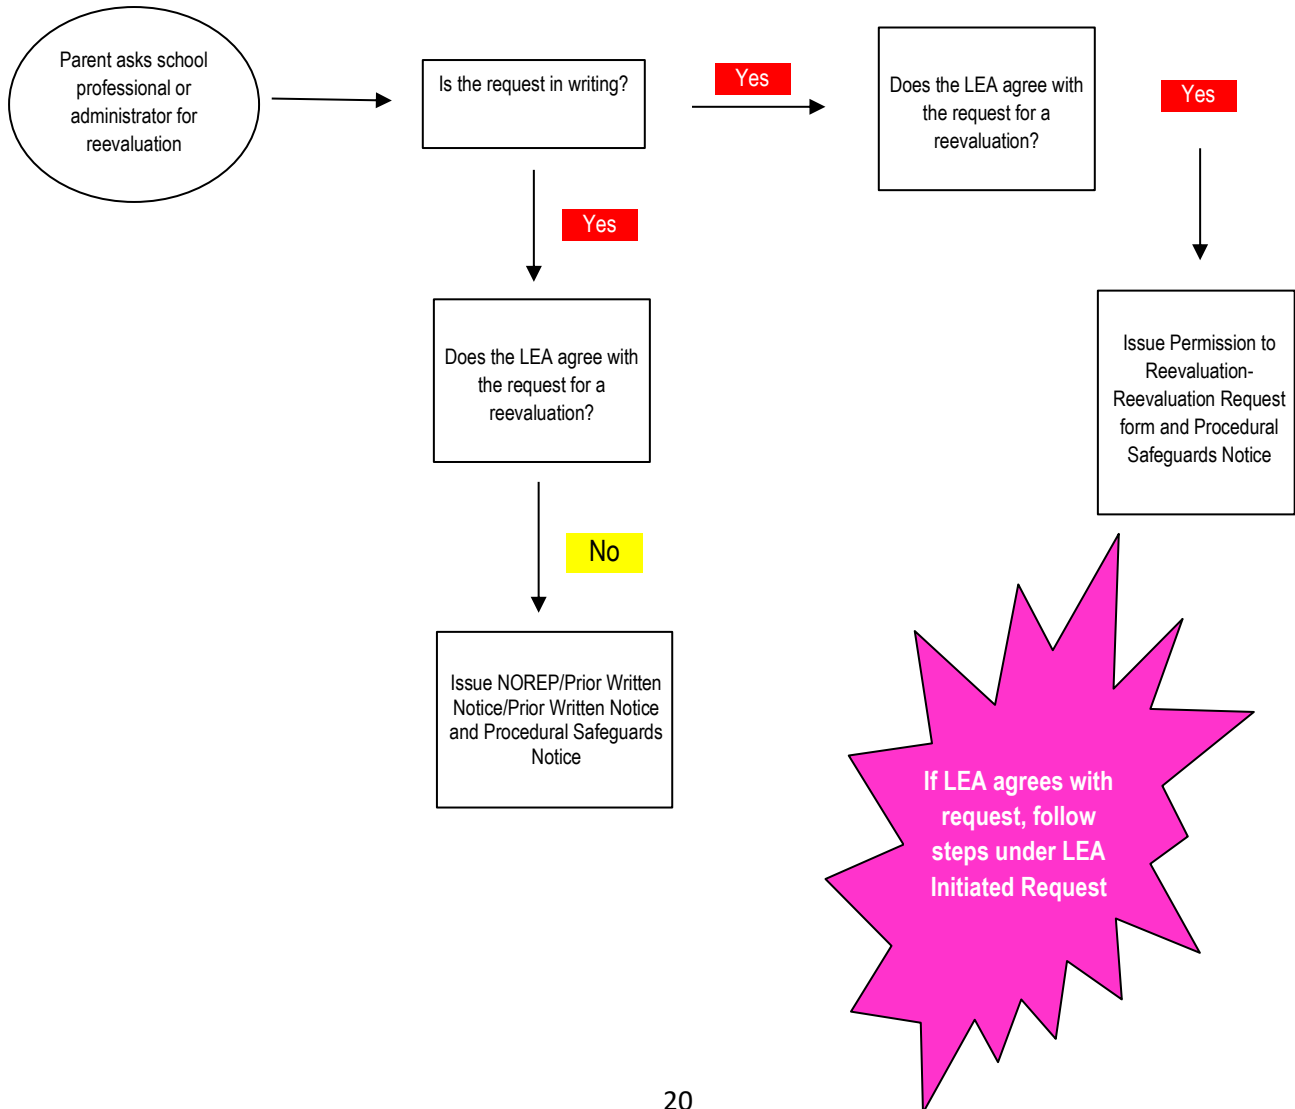 Parent asks school
professional or
administrator for
reevaluation
Is the request in writing?
Yes
Does the LEA agree with
the request for a
reevaluation?
Yes
Yes
Does the LEA agree with
the request for a
reevaluation?
Issue Permission to
Reevaluation-
Reevaluation Request
form and Procedural
Safeguards Notice
No
Issue NOREP/Prior Written
Notice/Prior Written Notice
and Procedural Safeguards
Notice
If LEA agrees with
request, follow
steps under LEA
Initiated Request
20